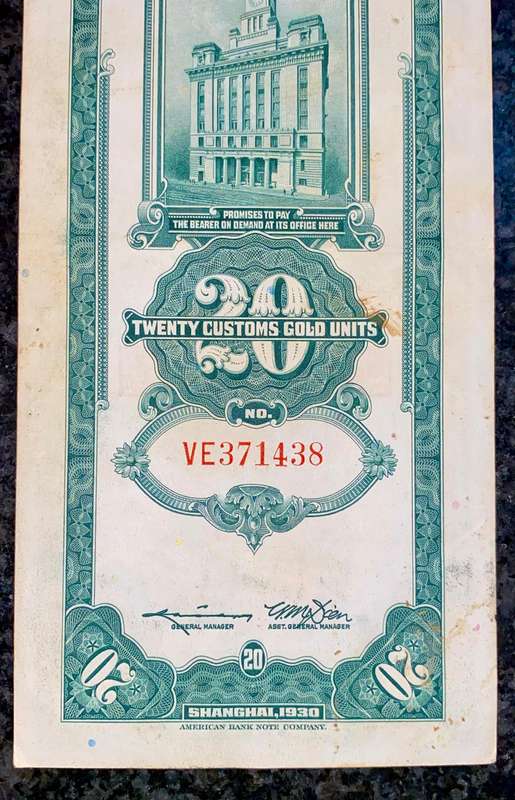 PROMISES TO PAY
THE BEARER ON DEMAND AT ITS OFFICE HERE
20
TWENTY CUSTOMS GOLD UNITS
NO.
VE371438
GENERAL MANAGER
ASST. GENERAL MANAGER
20
20
20
SHANGHAI, 1930
AMERICAN BANK NOTE COMPANY.